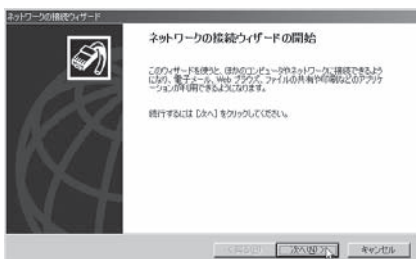 ネットワークの接続ウィザード
ネットワークの接続ウィザードの開始
このウィザードを使うと、ほかのコンピュータやネットワークに接続できるよう
になり、電子メール、Web ブラウズ、ファイルの共有や印刷などのアプリケ
ーションが利用できるようになります。
続行するには [次へ] をクリックしてください。
< 戻る(B) 次へ(N) > キャンセル